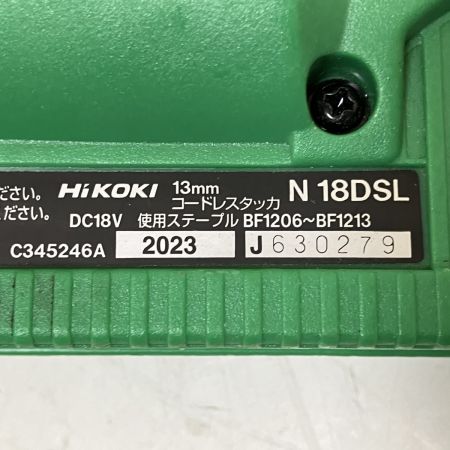 ださい。 HiKOKI 13mm コードレスタッカ N 18DSL
ください。 DC18V 使用ステープル BF1206〜BF1213
C345246A 2023 J630279